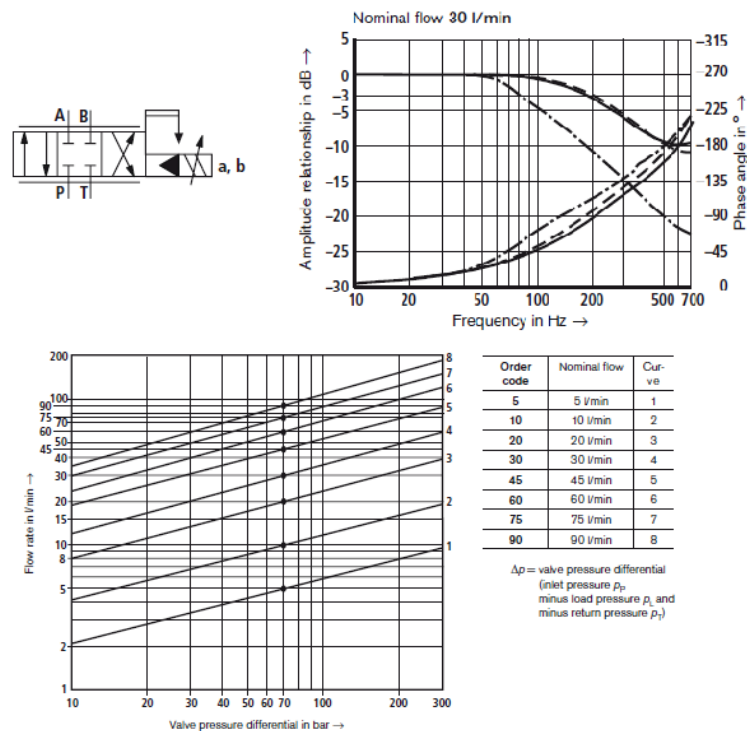 Nominal flow 30 l/min
A B
a, b
P T
Amplitude relationship in dB →
5
0
−3
−5
−10
−15
−20
−25
−30
−315
−270
−225
−180
−135
−90
−45
0
Phase angle in ° →
10 20 50 100 200 500 700
Frequency in Hz →
Flow rate in l/min →
200
100
90
75
70
60
50
45
40
30
20
15
10
8
5
2
1
8
7
6
5
4
3
2
1
10 20 30 40 50 60 70 100 200 300
Valve pressure differential in bar →
Order code Nominal flow Cur-
ve
5 5 l/min 1
10 10 l/min 2
20 20 l/min 3
30 30 l/min 4
45 45 l/min 5
60 60 l/min 6
75 75 l/min 7
90 90 l/min 8
Δp = valve pressure differential
(inlet pressure pP
minus load pressure pL and
minus return pressure pT)